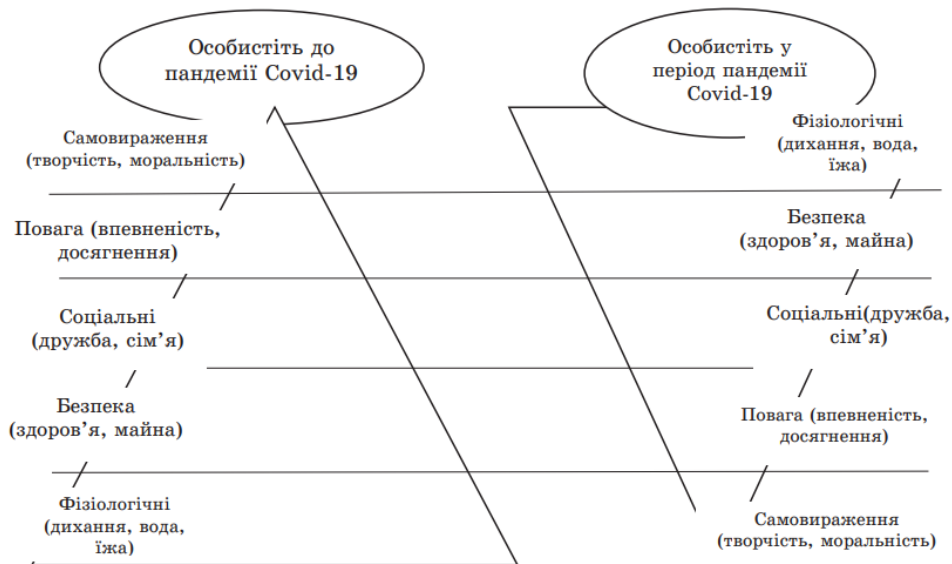 Особистіть до
пандемії Covid-19
Особистіть у
період пандемії
Covid-19
Самовираження
(творчість, моральність)
Фізіологічні
(дихання, вода,
їжа)
Повага (впевненість,
досягнення)
Безпека
(здоров’я, майна)
Соціальні
(дружба, сім’я)
Соціальні(дружба,
сім’я)
Безпека
(здоров’я, майна)
Повага (впевненість,
досягнення)
Фізіологічні
(дихання, вода,
їжа)
Самовираження
(творчість, моральність)